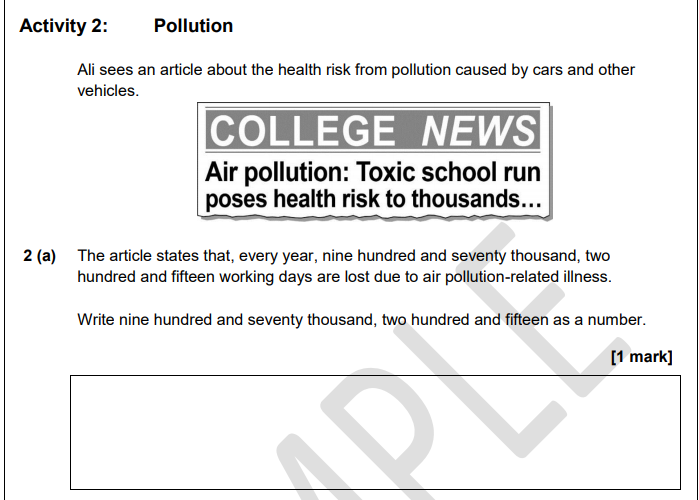 Activity 2: Pollution
Ali sees an article about the health risk from pollution caused by cars and other
vehicles.
COLLEGE NEWS
Air pollution: Toxic school run
poses health risk to thousands...
2 (a) The article states that, every year, nine hundred and seventy thousand, two
hundred and fifteen working days are lost due to air pollution-related illness.
Write nine hundred and seventy thousand, two hundred and fifteen as a number.
[1 mark]
MPLE